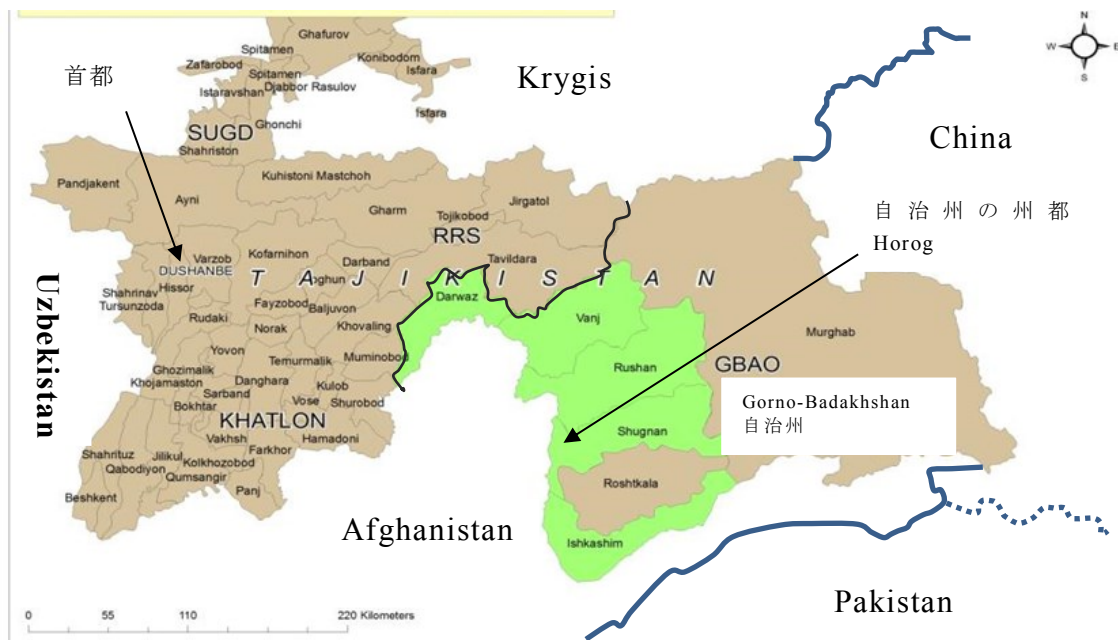 N
W E
S
Ghafurov
Spitamen
Konibodom
Zafarobod
Isfara
Spitamen
Djabbor Rasulov
Istaravshan
Isfara
Krygis
首都
Ghonchi
SUGD
Shahriston
China
Kuhistoni Mastchoh
Pandjakent
Ayni
Jirgatol
Gharm
Tojikobod
自治州の州都
Horog
RRS
Varzob
Kofarnihon
Darband
Tavildara
DUSHANBE
TAJIKISTAN
Hissor
oghun
Darwaz
Shahrinav
Tursunzoda
Fayzobod
Baljuvon
Rudaki
Vanj
Norak
Khovaling
Murghab
Uzbekistan
Yovon
Temurmalik
Muminobod
Rushan
GBAO
Ghozimalik
Khojamaston
Danghara
Kulob
Sarband
Bokhtar
Vose
Shurobod
Gorno-Badakhshan
自治州
KHATLON
Shugnan
Vakhsh
Hamadoni
Farkhor
Shahrituz
Jilikul
Kolkhozobod
Qabodiyon
Qumsangir
Roshtkala
Beshkent
Panj
Afghanistan
Ishkashim
Pakistan
0 55 110 220 Kilometers